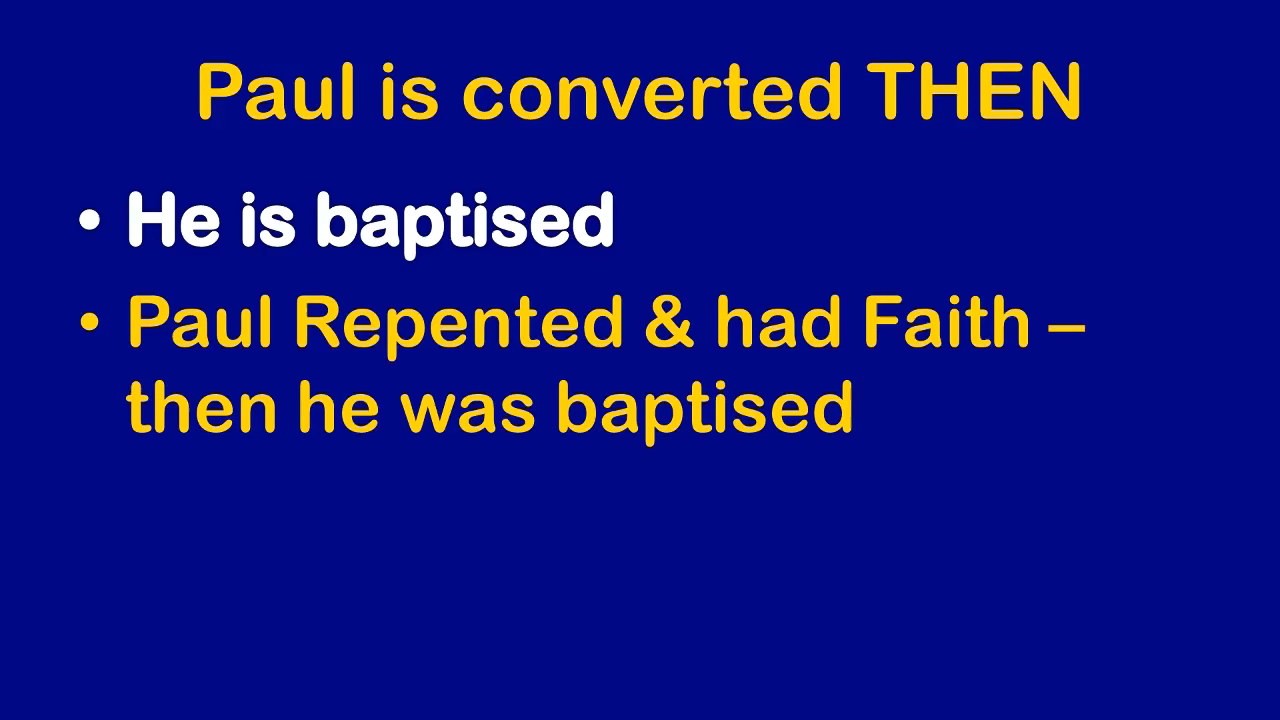 Paul is converted THEN
• He is baptised
• Paul Repented & had Faith –
then he was baptised